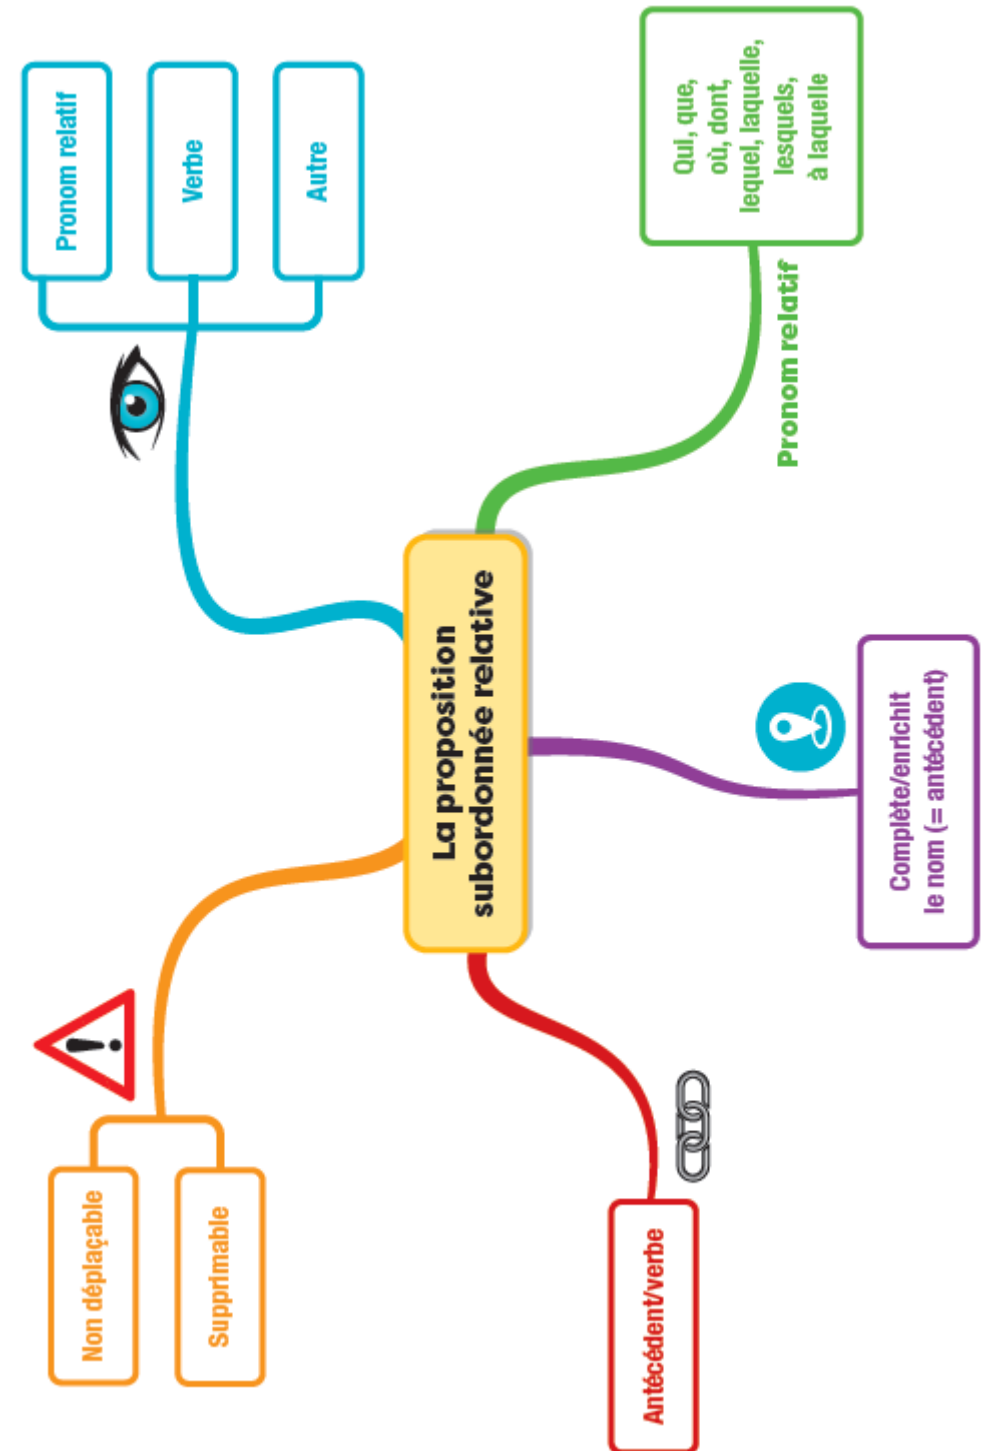 Non déplaçable
Supprimable
Pronom relatif
Verbe
Autre
La proposition
subordonnée relative
Antécédent/verbe
Complète/enrichit
le nom (= antécédent)
Pronom relatif
Qui, que,
où, dont,
lequel, laquelle,
lesquels,
à laquelle